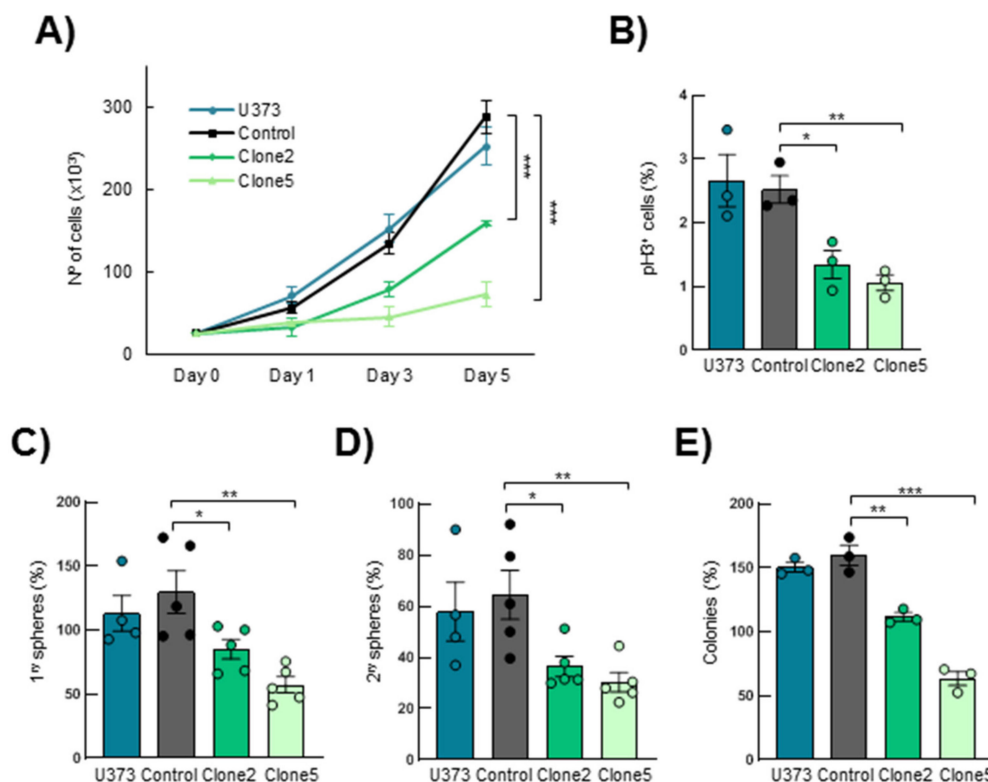 A)
Nº of cells (x10³)
300
200
100
0
U373
Control
Clone2
Clone5
***
***
Day 0 Day 1 Day 3 Day 5
B)
pH3⁺ cells (%)
4
3
2
1
0
**
*
U373 Control Clone2 Clone5
C)
1ʳʸ spheres (%)
200
150
100
50
0
**
*
U373 Control Clone2 Clone5
D)
2ʳʸ spheres (%)
100
80
60
40
20
0
**
*
U373 Control Clone2 Clone5
E)
Colonies (%)
200
150
100
50
0
***
**
U373 Control Clone2 Clone5